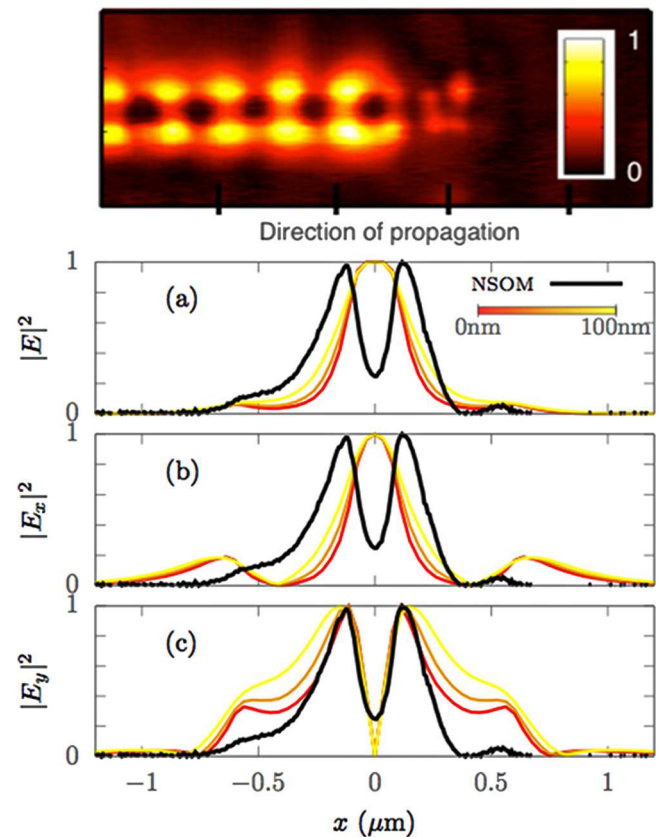 1
0
Direction of propagation
1
(a)
NSOM
0nm 100nm
|E|²
0
1
(b)
|Eₓ|²
0
1
(c)
|E_y|²
0
−1 −0.5 0 0.5 1
x (μm)